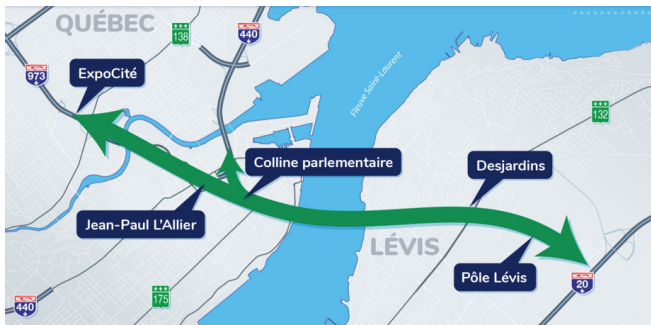 QUÉBEC
138
440
973
ExpoCité
Fleuve Saint-Laurent
132
Colline parlementaire
Desjardins
Jean-Paul L'Allier
LÉVIS
Pôle Lévis
20
175
440